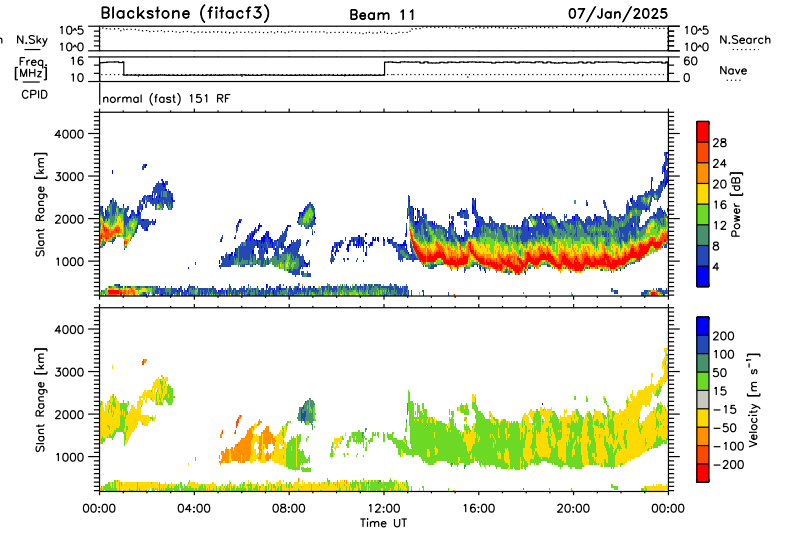 Blackstone (fitacf3) Beam 11 07/Jan/2025
n N.Sky 10^5 10^0 10^5 10^0 N.Search
Freq. [MHz] 16 10 60 0 Nave
CPID normal (fast) 151 RF
4000
3000
2000
1000
Slant Range [km]
28
24
20
16
12
8
4
Power [dB]
4000
3000
2000
1000
Slant Range [km]
200
100
50
15
-15
-50
-100
-200
Velocity [m s⁻¹]
00:00 04:00 08:00 12:00 16:00 20:00 00:00
Time UT